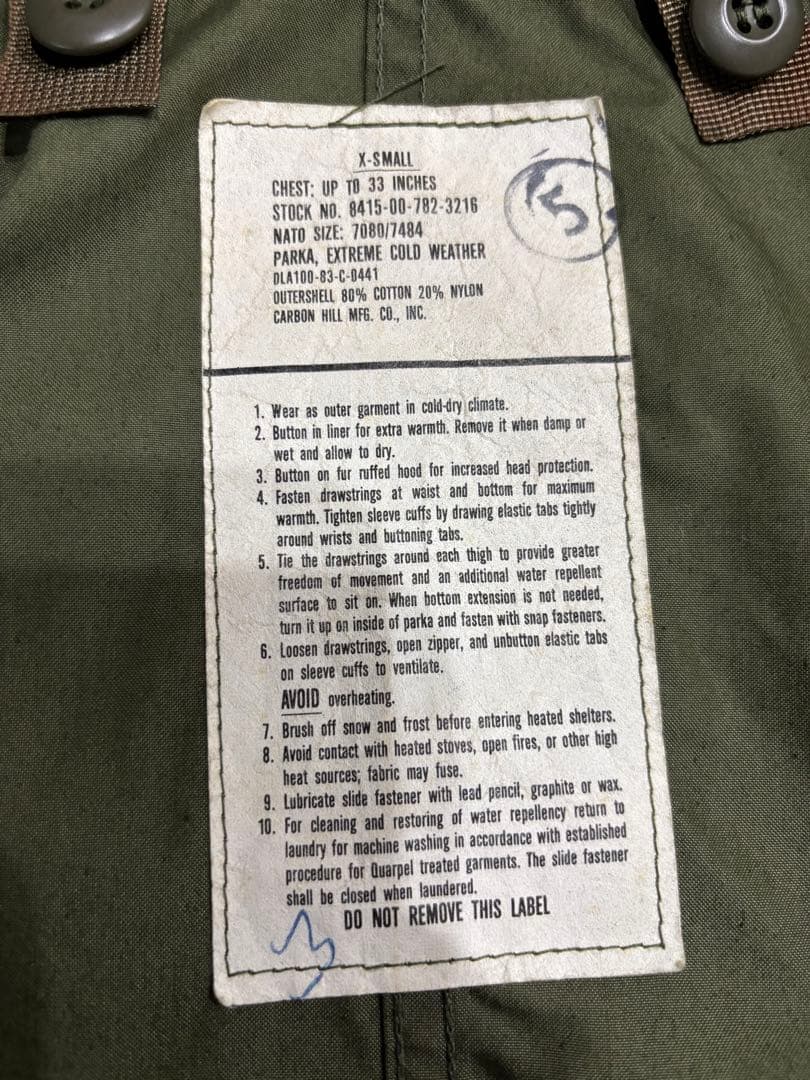 X-SMALL
CHEST: UP TO 33 INCHES
STOCK NO. 8415-00-782-3216
NATO SIZE: 7080/7484
PARKA, EXTREME COLD WEATHER
DLA100-83-C-0441
OUTERSHELL 80% COTTON 20% NYLON
CARBON HILL MFG. CO., INC.
5
1. Wear as outer garment in cold-dry climate.
2. Button in liner for extra warmth. Remove it when damp or
wet and allow to dry.
3. Button on fur ruffed hood for increased head protection.
4. Fasten drawstrings at waist and bottom for maximum
warmth. Tighten sleeve cuffs by drawing elastic tabs tightly
around wrists and buttoning tabs.
5. Tie the drawstrings around each thigh to provide greater
freedom of movement and an additional water repellent
surface to sit on. When bottom extension is not needed,
turn it up on inside of parka and fasten with snap fasteners.
6. Loosen drawstrings, open zipper, and unbutton elastic tabs
on sleeve cuffs to ventilate.
AVOID overheating.
7. Brush off snow and frost before entering heated shelters.
8. Avoid contact with heated stoves, open fires, or other high
heat sources; fabric may fuse.
9. Lubricate slide fastener with lead pencil, graphite or wax.
10. For cleaning and restoring of water repellency return to
laundry for machine washing in accordance with established
procedure for Quarpel treated garments. The slide fastener
shall be closed when laundered.
DO NOT REMOVE THIS LABEL